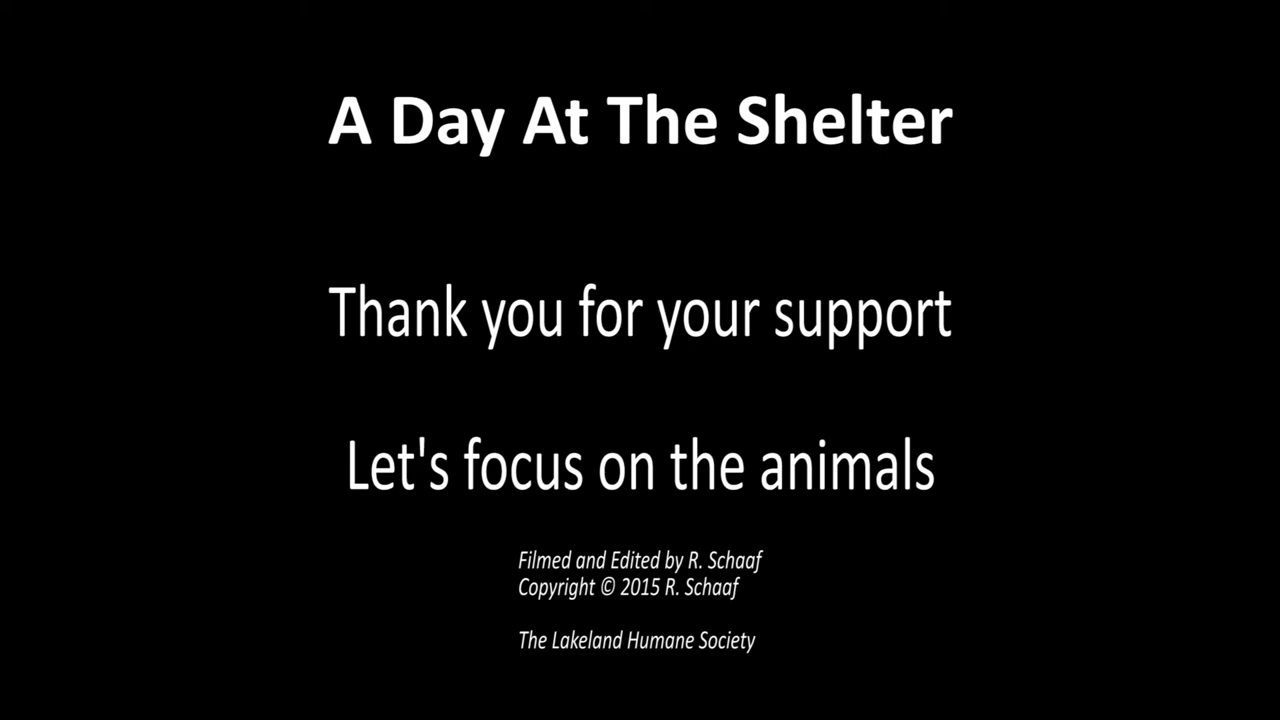 A Day At The Shelter
Thank you for your support
Let's focus on the animals
Filmed and Edited by R. Schaaf
Copyright © 2015 R. Schaaf
The Lakeland Humane Society